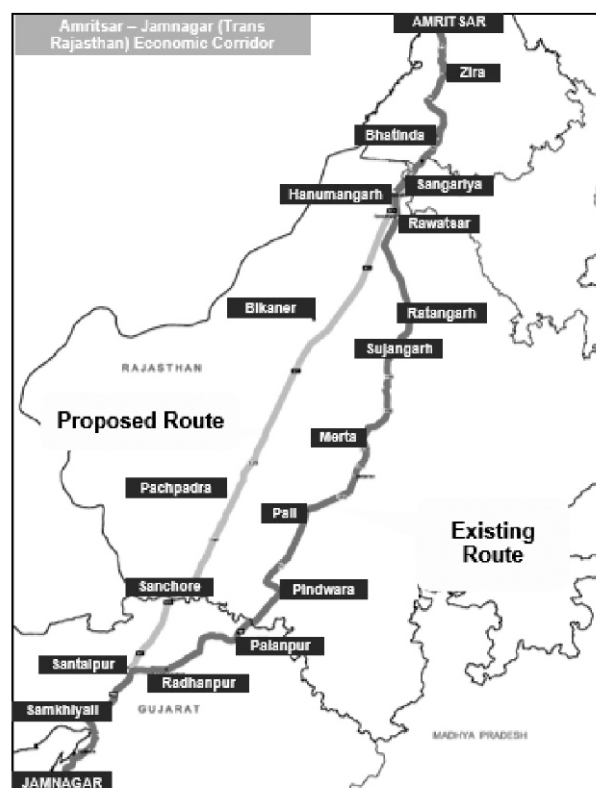 Amritsar – Jamnagar (Trans
Rajasthan) Economic Corridor
AMRITSAR
Zira
Bhatinda
Sangariya
Hanumangarh
Rawatsar
Bikaner
Ratangarh
RAJASTHAN
Sujangarh
Proposed Route
Merta
Pachpadra
Pali
Existing
Route
Sanchore
Pindwara
Palanpur
Santalpur
Radhanpur
Samkhiyali
GUJARAT
MADHYA PRADESH
JAMNAGAR